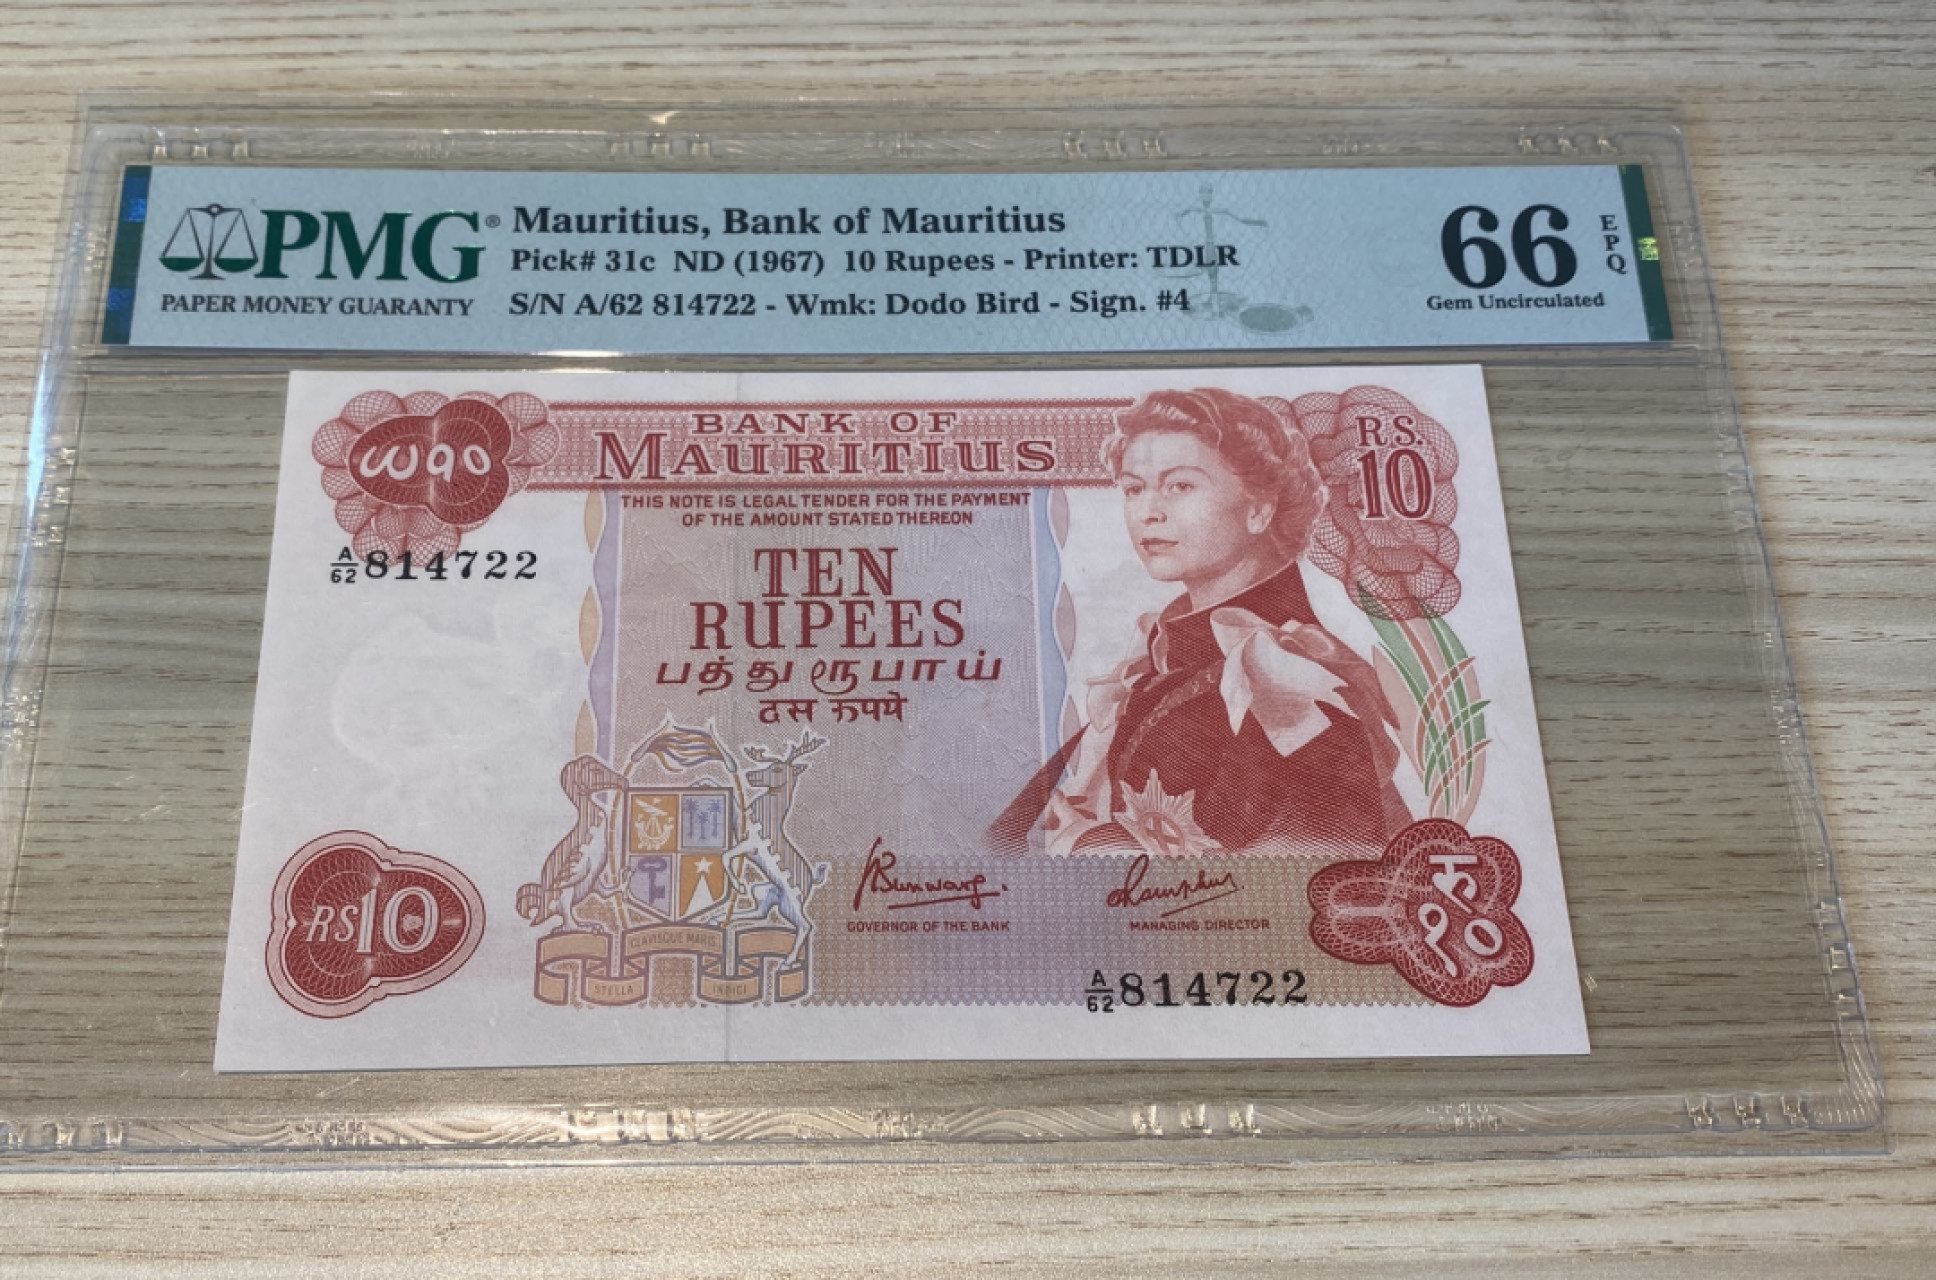 PMG®
PAPER MONEY GUARANTY
Mauritius, Bank of Mauritius
Pick# 31c ND (1967) 10 Rupees - Printer: TDLR
S/N A/62 814722 - Wmk: Dodo Bird - Sign. #4
66
EPQ
Gem Uncirculated
BANK OF
MAURITIUS
RS.
10
THIS NOTE IS LEGAL TENDER FOR THE PAYMENT
OF THE AMOUNT STATED THEREON
A/62 814722
TEN
RUPEES
பத்து ரூபாய்
दस रुपये
RS10
GOVERNOR OF THE BANK
MANAGING DIRECTOR
रु
१०
STELLA
CLAVISQUE MARIS
INDICI
A/62 814722